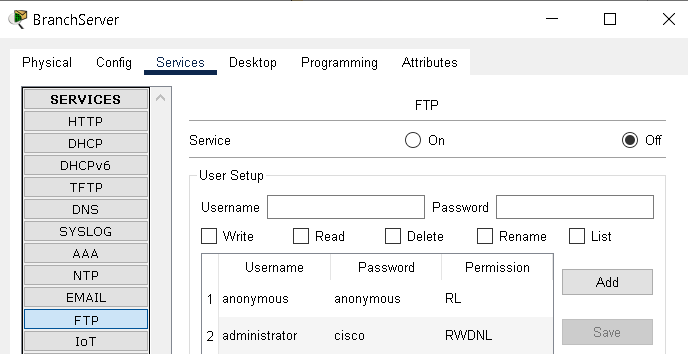 BranchServer
Physical Config Services Desktop Programming Attributes
SERVICES
HTTP
DHCP
DHCPv6
TFTP
DNS
SYSLOG
AAA
NTP
EMAIL
FTP
IoT
FTP
Service On Off
User Setup
Username Password
Write Read Delete Rename List
Username Password Permission
1 anonymous anonymous RL
2 administrator cisco RWDNL
Add
Save